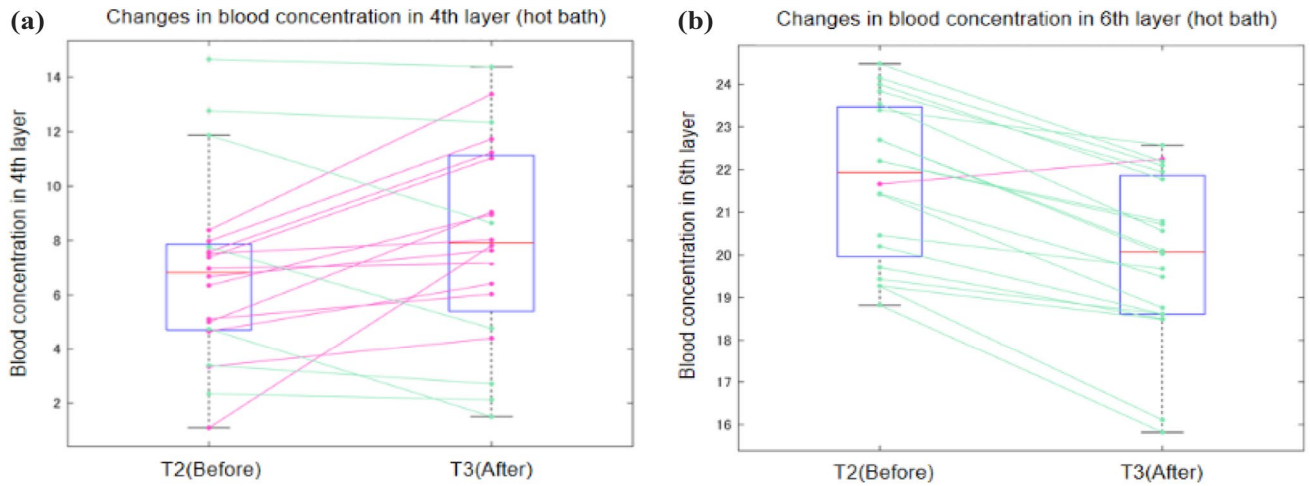 (a)
Changes in blood concentration in 4th layer (hot bath)
Blood concentration in 4th layer
14
12
10
8
6
4
2
T2(Before)
T3(After)
(b)
Changes in blood concentration in 6th layer (hot bath)
Blood concentration in 6th layer
24
23
22
21
20
19
18
17
16
T2(Before)
T3(After)